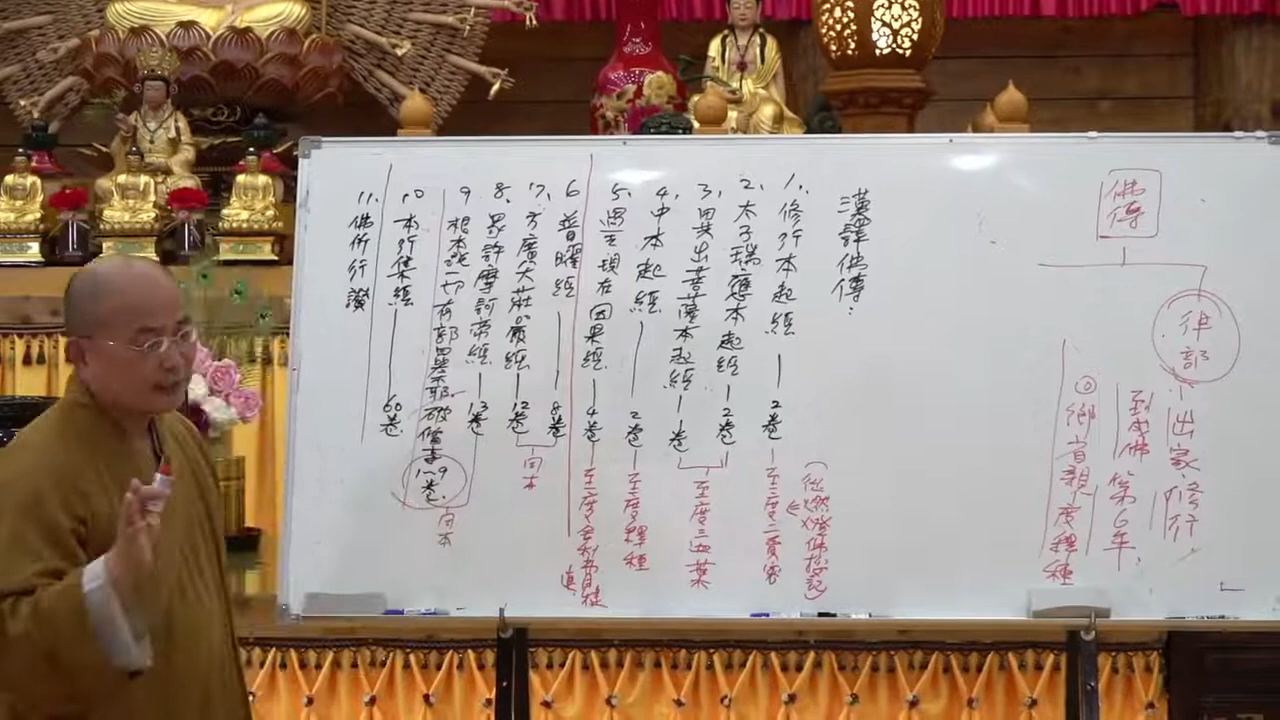 佛傳
律部
出家、修行
到成佛 第6年、
⓪鄉省親度釋種
漢譯佛傳：
1、修行本起經 — 2卷 — 至度二賈客
(從燃燈佛授記)
2、太子瑞應本起經 — 2卷
3、異出菩薩本起經 — 卷
至度三迦葉
4、中本起經 — 2卷 — 至度釋種
5、過去現在因果經 — 4卷 — 至度舍利弗目犍連
6 普曜經 — 8卷
7、方廣大莊嚴經 — 12卷
同本
8、眾許摩訶帝經 — 13卷
9 根本說一切有部毘奈耶破僧事 1~9卷
同本
10 本行集經 — 60卷
11、佛所行讚